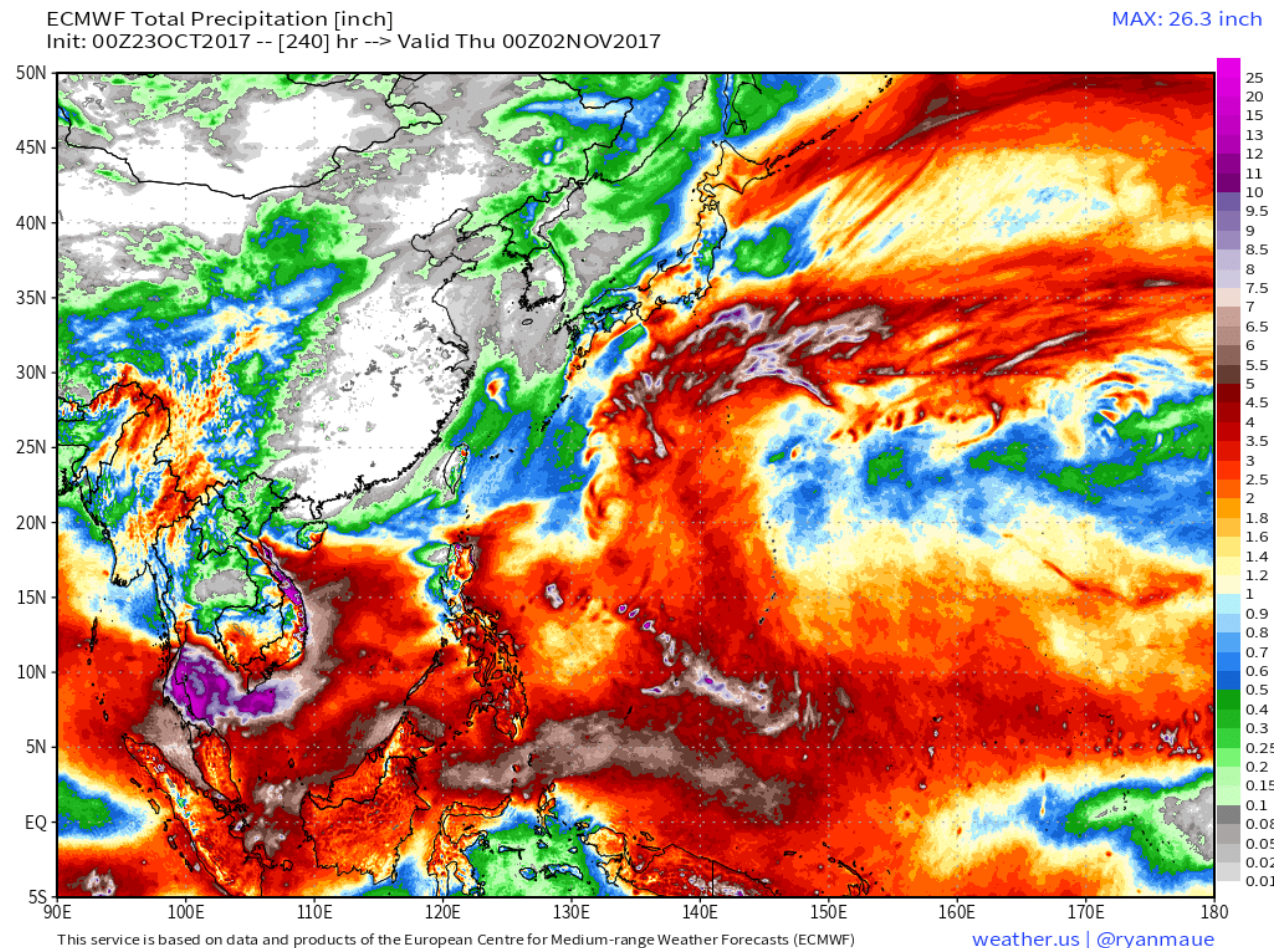 ECMWF Total Precipitation [inch]
MAX: 26.3 inch
Init: 00Z23OCT2017 -- [240] hr --> Valid Thu 00Z02NOV2017
50N
45N
40N
35N
30N
25N
20N
15N
10N
5N
EQ
5S
90E
100E
110E
120E
130E
140E
150E
160E
170E
180
25
20
15
13
12
11
10
9.5
9
8.5
8
7.5
7
6.5
6
5.5
5
4.5
4
3.5
3
2.5
2
1.8
1.6
1.4
1.2
1
0.9
0.8
0.7
0.6
0.5
0.4
0.3
0.25
0.2
0.15
0.1
0.08
0.05
0.02
0.01
This service is based on data and products of the European Centre for Medium-range Weather Forecasts (ECMWF)
weather.us | @ryanmaue